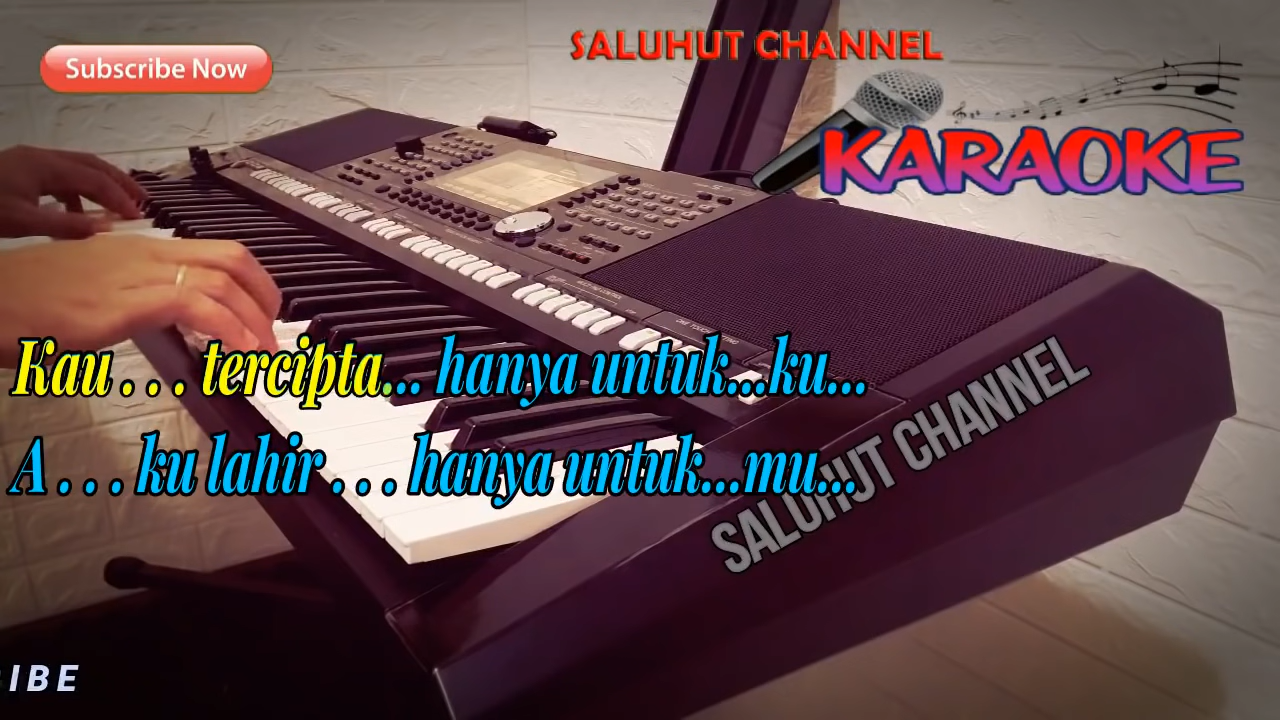 SALUHUT CHANNEL
Subscribe Now
KARAOKE
Kau . . . tercipta... hanya untuk...ku...
A . . . ku lahir . . . hanya untuk...mu...
SALUHUT CHANNEL
IBE